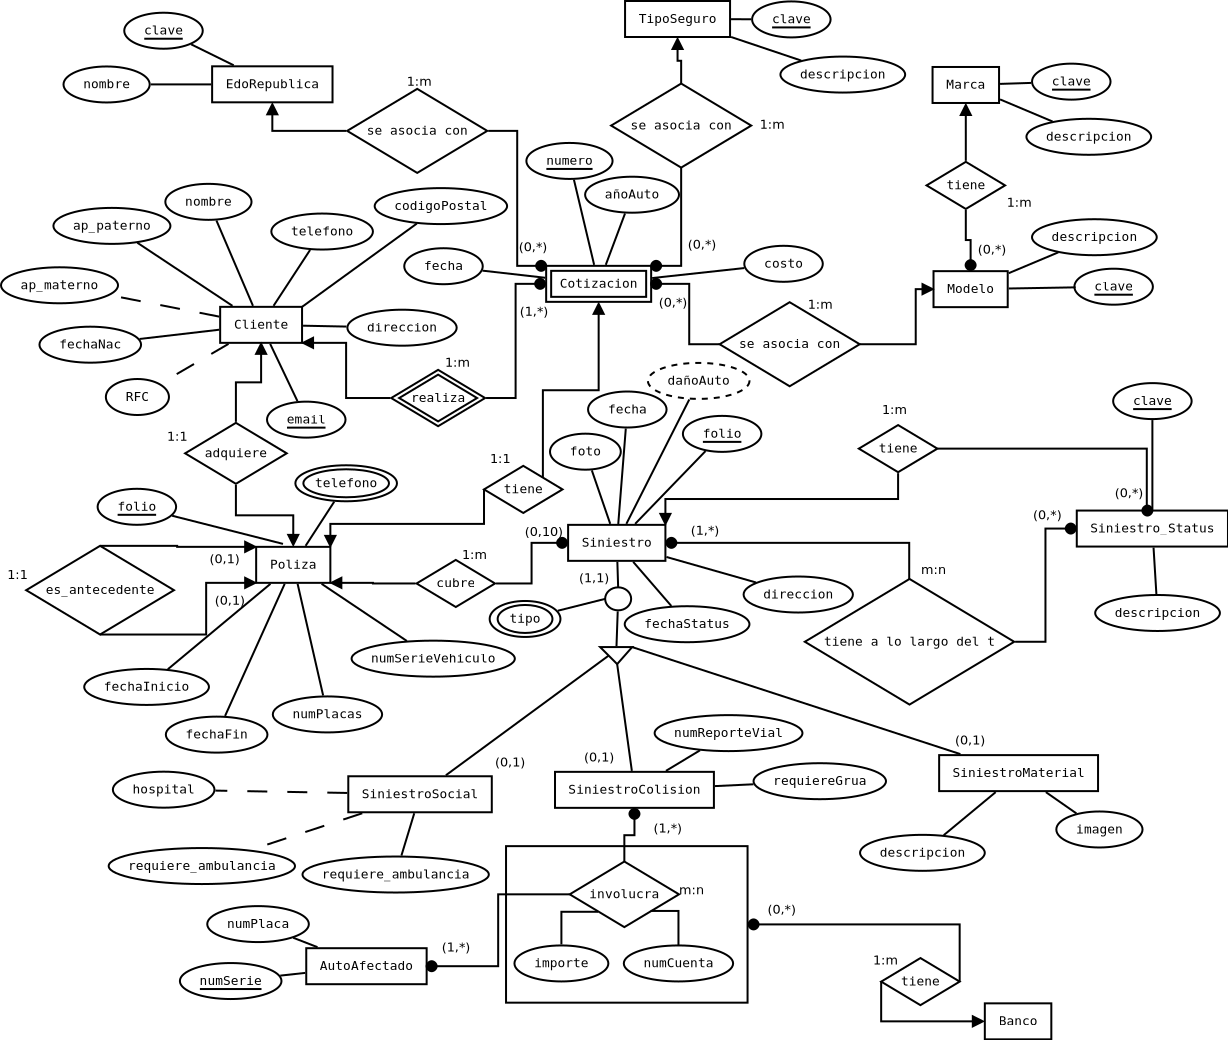 TipoSeguro
clave
clave
descripcion
nombre
EdoRepublica
1:m
Marca
clave
se asocia con
se asocia con
1:m
descripcion
numero
tiene
1:m
nombre
añoAuto
codigoPostal
ap_paterno
telefono
descripcion
(0,*)
(0,*)
(0,*)
fecha
costo
ap_materno
Cotizacion
Modelo
clave
(1,*)
(0,*)
1:m
Cliente
direccion
fechaNac
se asocia con
1:m
dañoAuto
RFC
realiza
clave
email
fecha
1:m
1:1
folio
adquiere
foto
tiene
1:1
telefono
tiene
(0,*)
folio
(0,*)
Siniestro_Status
(0,10)
Siniestro
(1,*)
(0,1)
Poliza
1:m
m:n
1:1
es_antecedente
cubre
(1,1)
direccion
(0,1)
tipo
fechaStatus
descripcion
tiene a lo largo del t
numSerieVehiculo
fechaInicio
numPlacas
fechaFin
numReporteVial
(0,1)
(0,1)
(0,1)
SiniestroMaterial
hospital
SiniestroSocial
SiniestroColision
requiereGrua
(1,*)
imagen
requiere_ambulancia
requiere_ambulancia
descripcion
involucra
m:n
(0,*)
numPlaca
(1,*)
AutoAfectado
importe
numCuenta
1:m
numSerie
tiene
Banco